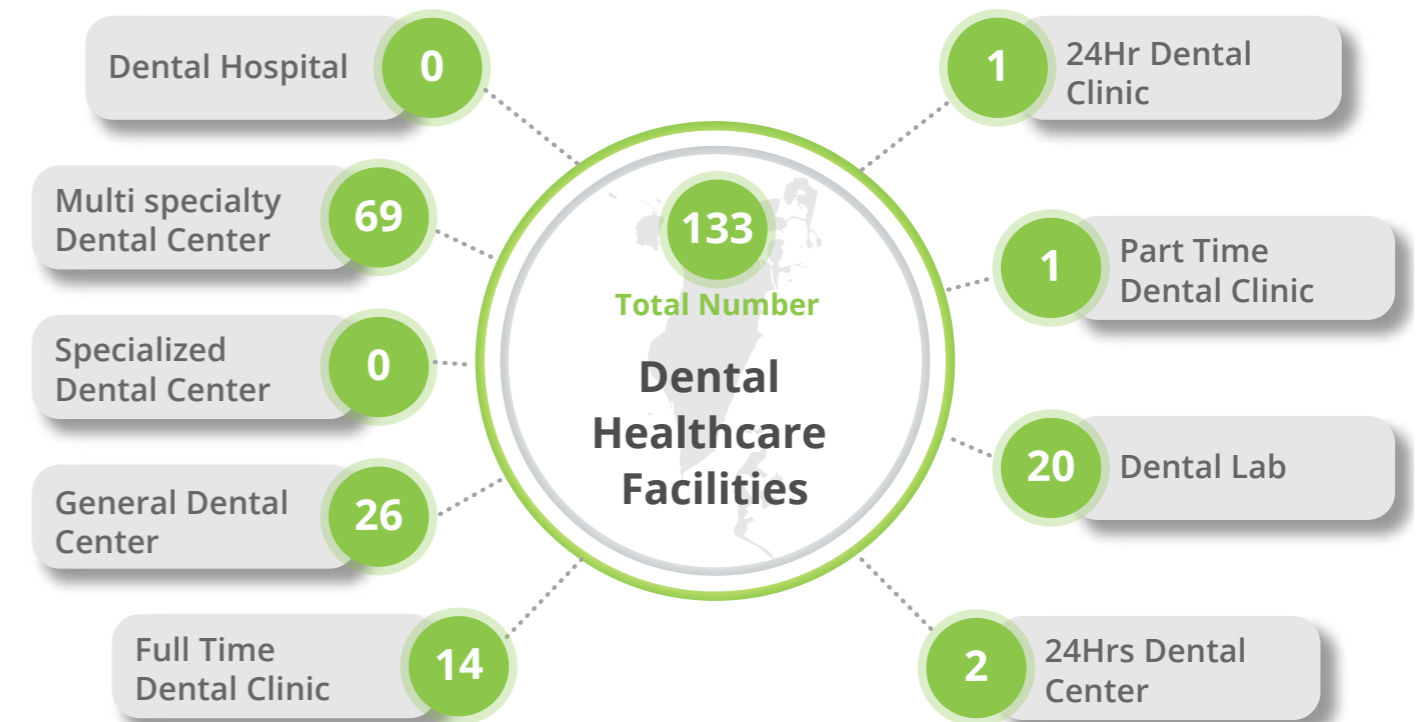 Dental Hospital
0
Multi specialty
Dental Center
69
Specialized
Dental Center
0
General Dental
Center
26
Full Time
Dental Clinic
14
133
Total Number
Dental
Healthcare
Facilities
1
24Hr Dental
Clinic
1
Part Time
Dental Clinic
20
Dental Lab
2
24Hrs Dental
Center